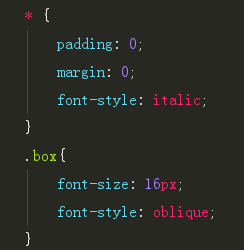 * {
    padding: 0;
    margin: 0;
    font-style: italic;
}
.box{
    font-size: 16px;
    font-style: oblique;
}